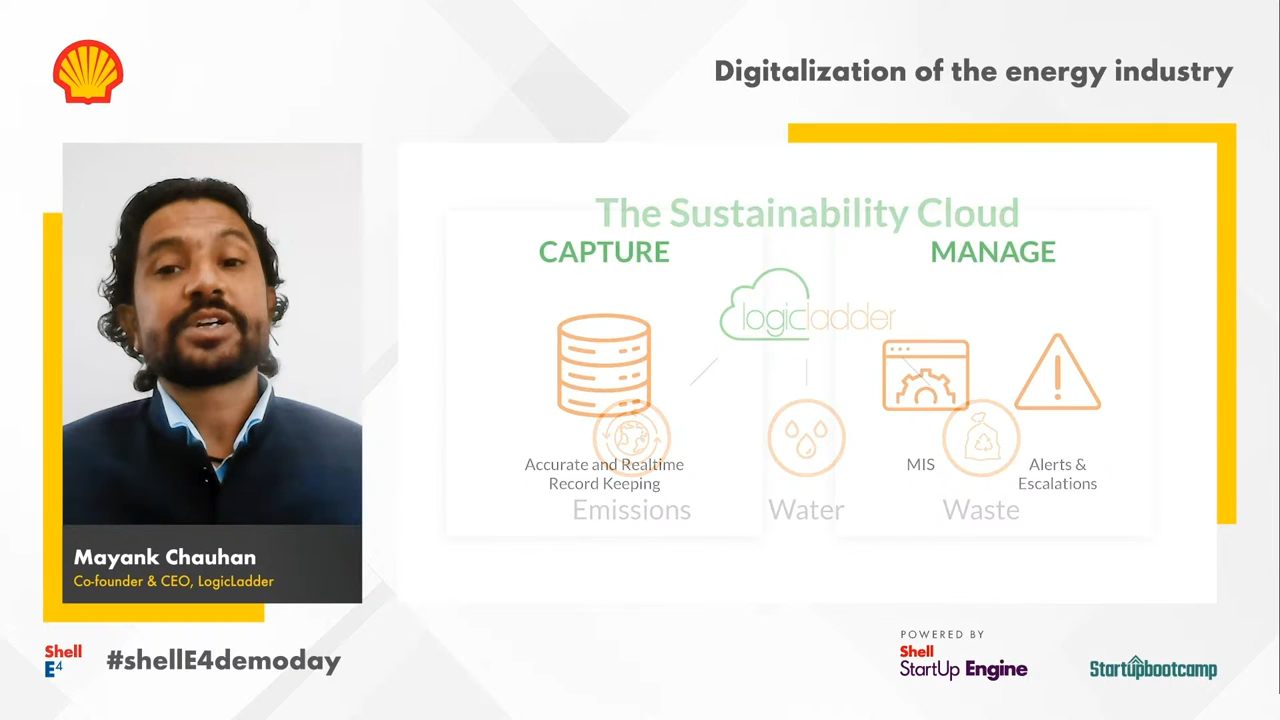 Digitalization of the energy industry
The Sustainability Cloud
CAPTURE
MANAGE
logicladder
Accurate and Realtime
Record Keeping
MIS
Alerts &
Escalations
Emissions
Water
Waste
Mayank Chauhan
Co-founder & CEO, LogicLadder
Shell
E4
#shellE4demoday
POWERED BY
Shell
StartUp Engine
Startupbootcamp